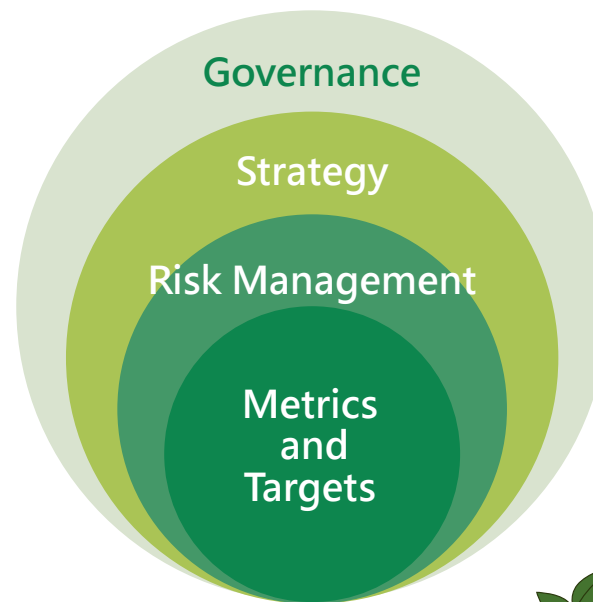 Governance
Strategy
Risk Management
Metrics
and
Targets